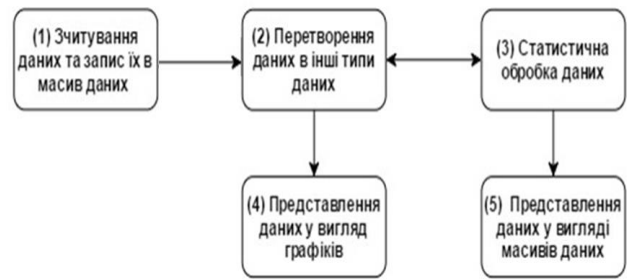 (1) Зчитування
даних та запис їх в
масив даних
(2) Перетворення
даних в інші типи
даних
(3) Статистична
обробка даних
(4) Представлення
даних у вигляд
графіків
(5) Представлення
даних у вигляді
масивів даних